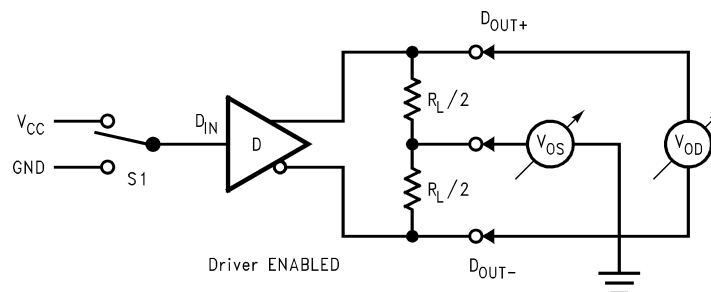 DOUT+
VCC
DIN
RL/2
D
VOS
VOD
GND
S1
RL/2
Driver ENABLED
DOUT-